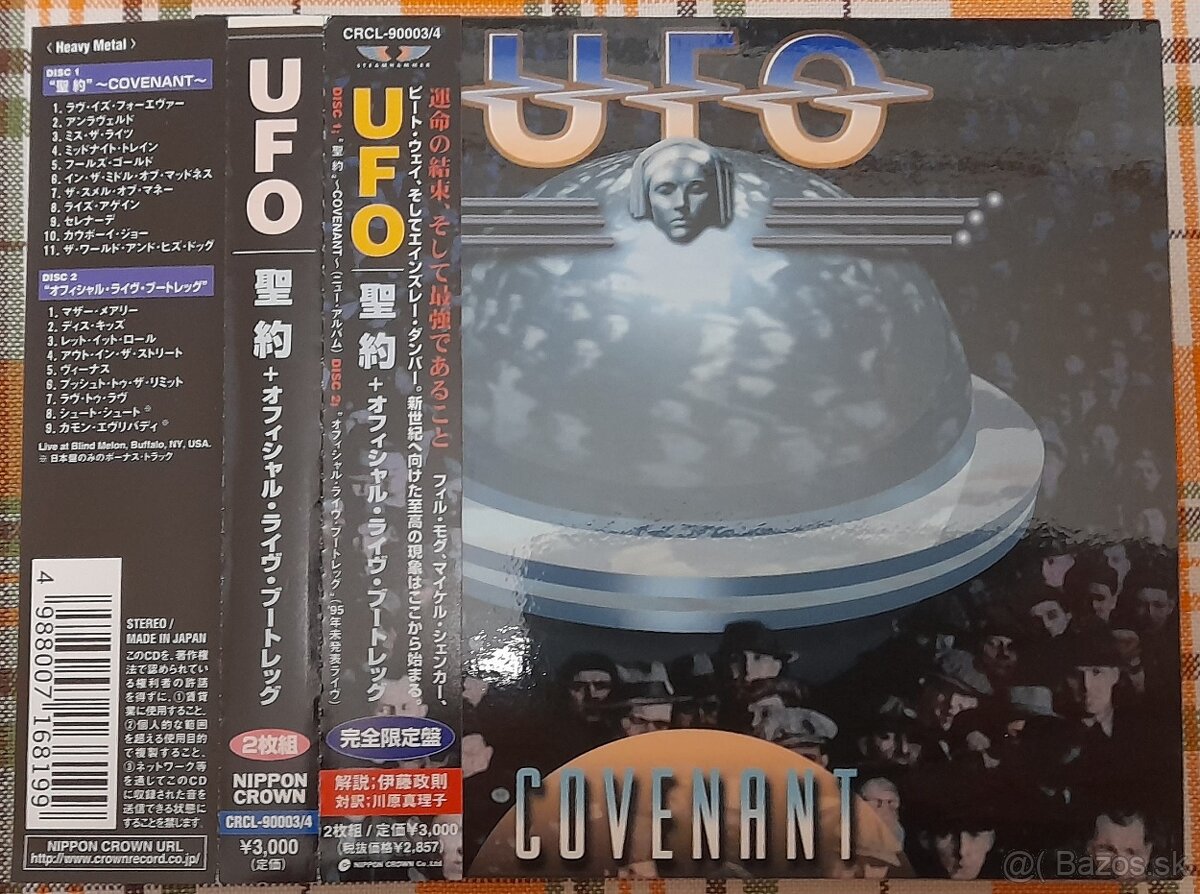 〈 Heavy Metal 〉
DISC 1
"聖 約" ～COVENANT～
1. ラヴ・イズ・フォーエヴァー
2. アンラヴェルド
3. ミス・ザ・ライツ
4. ミッドナイト・トレイン
5. フールズ・ゴールド
6. イン・ザ・ミドル・オブ・マッドネス
7. ザ・スメル・オブ・マネー
8. ライズ・アゲイン
9. セレナーデ
10. カウボーイ・ジョー
11. ザ・ワールド・アンド・ヒズ・ドッグ
DISC 2
"オフィシャル・ライヴ・ブートレッグ"
1. マザー・メアリー
2. ディス・キッズ
3. レット・イット・ロール
4. アウト・イン・ザ・ストリート
5. ヴィーナス
6. プッシュト・トゥ・ザ・リミット
7. ラヴ・トゥ・ラヴ
8. シュート・シュート※
9. カモン・エヴリバディ※
Live at Blind Melon, Buffalo, NY, USA.
※ 日本盤のみのボーナス・トラック
4 988007 168199
STEREO /
MADE IN JAPAN
このCDを、著作権
法で認められてい
る権利者の許諾
を得ずに、①賃貸
業に使用すること、
②個人的な範囲
を超える使用目的
で複製すること、
③ネットワーク等
を通じてこのCD
に収録された音を
送信できる状態に
することを禁じます。
NIPPON CROWN URL
http://www.crownrecord.co.jp/
UFO
聖 約+オフィシャル・ライヴ・ブートレッグ
2枚組
NIPPON
CROWN
CRCL-90003/4
¥3,000
(定価)
CRCL-90003/4
STEAMHAMMER
UFO
聖 約+オフィシャル・ライヴ・ブートレッグ
運命の結束、そして最強であること
フィル・モグ、マイケル・シェンカー、
ピート・ウェイ、そしてエインズレー・ダンバー。新世紀へ向けた至高の現象はここから始まる。
DISC 1;"聖 約"～COVENANT～(ニュー・アルバム) DISC 2;"オフィシャル・ライヴ・ブートレッグ"('95年未発表ライヴ)
完全限定盤
解説;伊藤政則
対訳;川原真理子
2枚組 / 定価¥3,000
(税抜価格¥2,857)
NIPPON CROWN Co.,Ltd
UFO
COVENANT
@( Bazos.sk